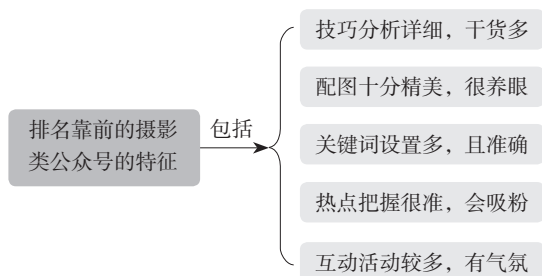 排名靠前的摄影
类公众号的特征
包括
技巧分析详细，干货多
配图十分精美，很养眼
关键词设置多，且准确
热点把握很准，会吸粉
互动活动较多，有气氛